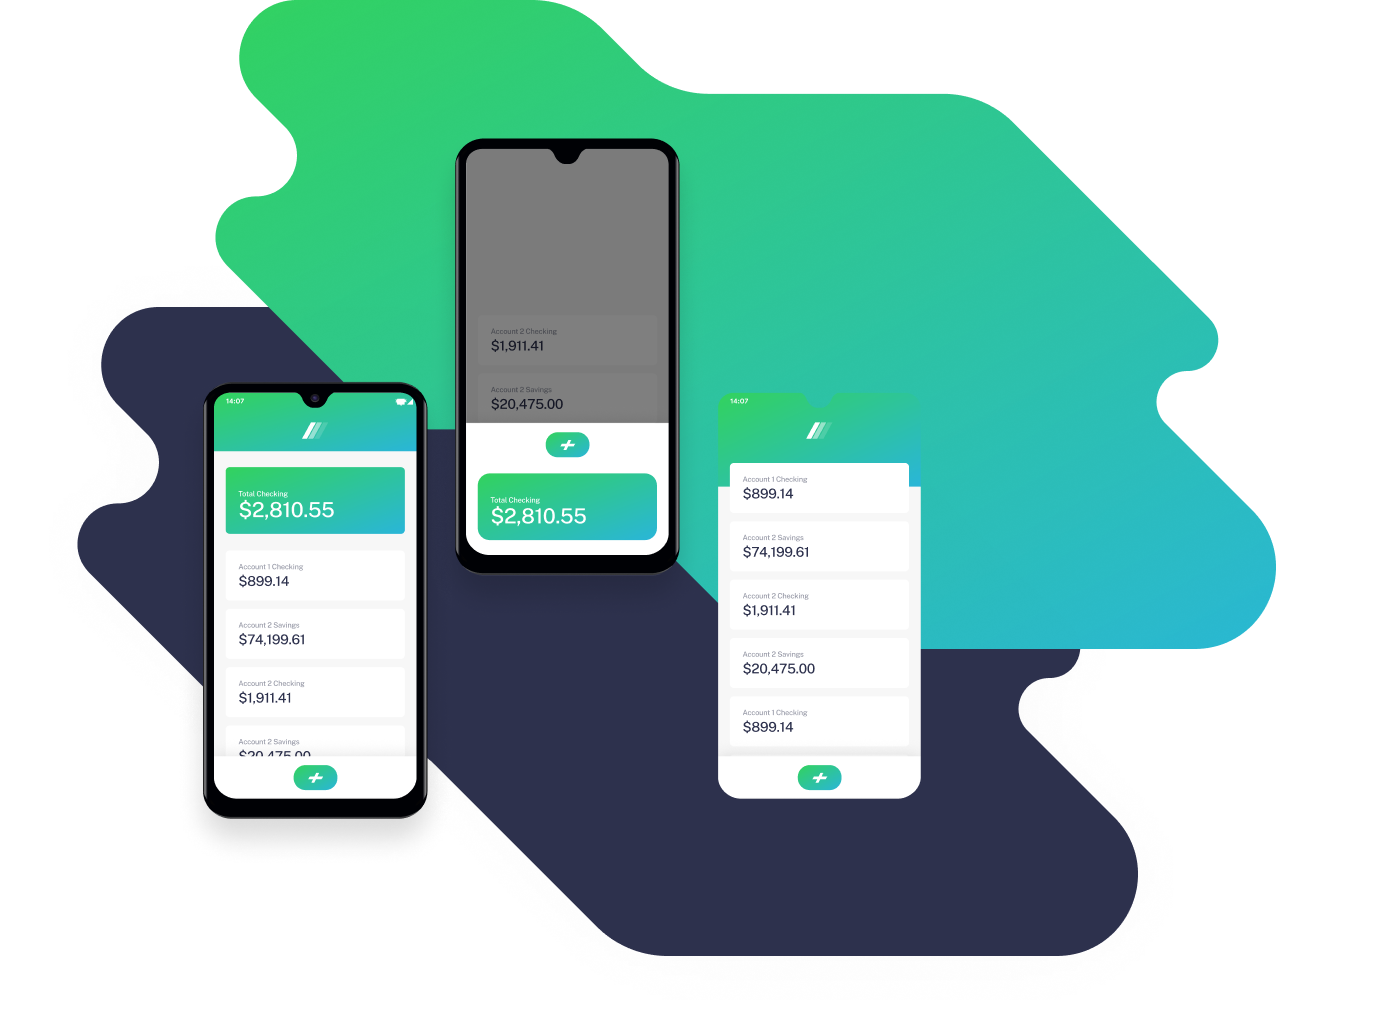 14:07
Total Checking
$2,810.55
Account 1 Checking
$899.14
Account 2 Savings
$74,199.61
Account 2 Checking
$1,911.41
Account 2 Savings
$20,475.00
Account 2 Checking
$1,911.41
Account 2 Savings
$20,475.00
Total Checking
$2,810.55
14:07
Account 1 Checking
$899.14
Account 2 Savings
$74,199.61
Account 2 Checking
$1,911.41
Account 2 Savings
$20,475.00
Account 1 Checking
$899.14